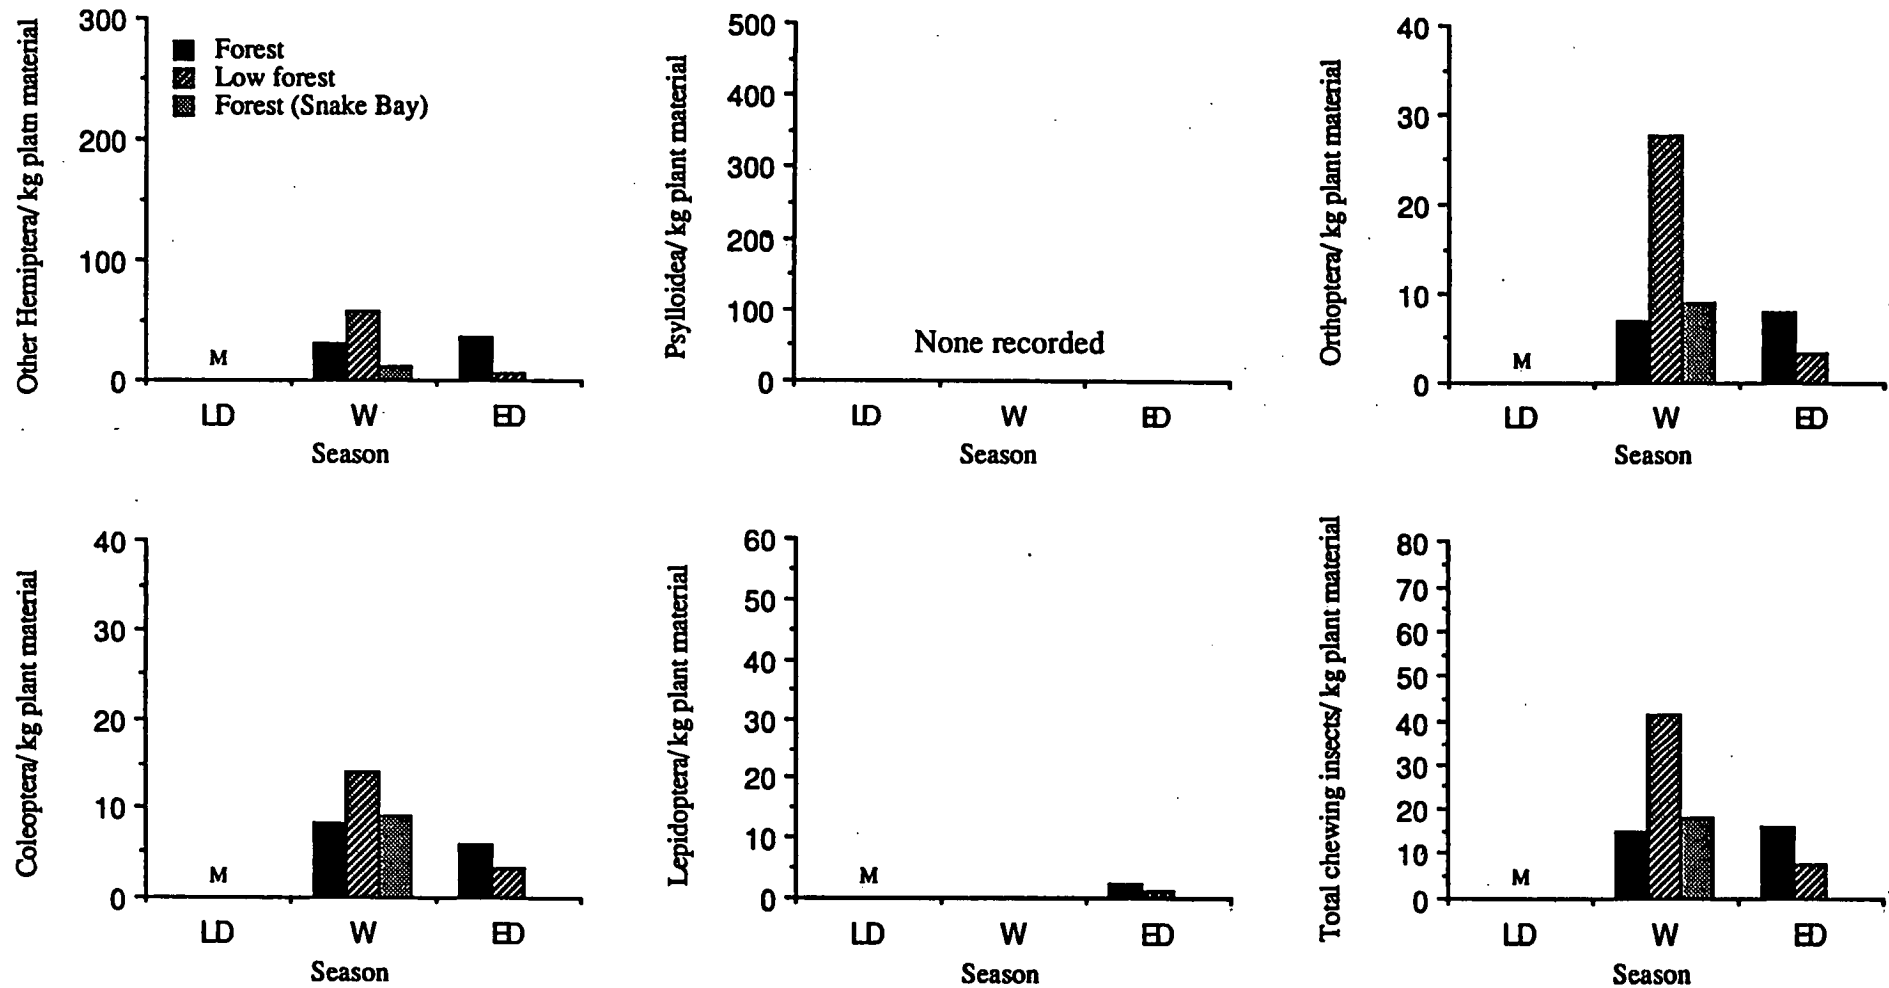 Other Hemiptera/ kg platn material
300
200
100
0
Forest
Low forest
Forest (Snake Bay)
M
LD W ED
Season
Psylloidea/ kg plant material
500
400
300
200
100
0
None recorded
LD W ED
Season
Orthoptera/ kg plant material
40
30
20
10
0
M
LD W ED
Season
Coleoptera/ kg plant material
40
30
20
10
0
M
LD W ED
Season
Lepidoptera/ kg plant material
60
50
40
30
20
10
0
M
LD W ED
Season
Total chewing insects/ kg plant material
80
70
60
50
40
30
20
10
0
M
LD W ED
Season